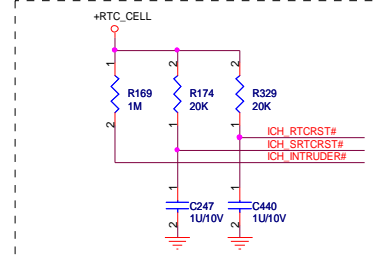 +RTC_CELL
1
2
2
R169
1M
R174
20K
R329
20K
2
1
1
ICH_RTCRST#
ICH_SRTCRST#
ICH_INTRUDER#
1
1
C247
1U/10V
C440
1U/10V
2
2